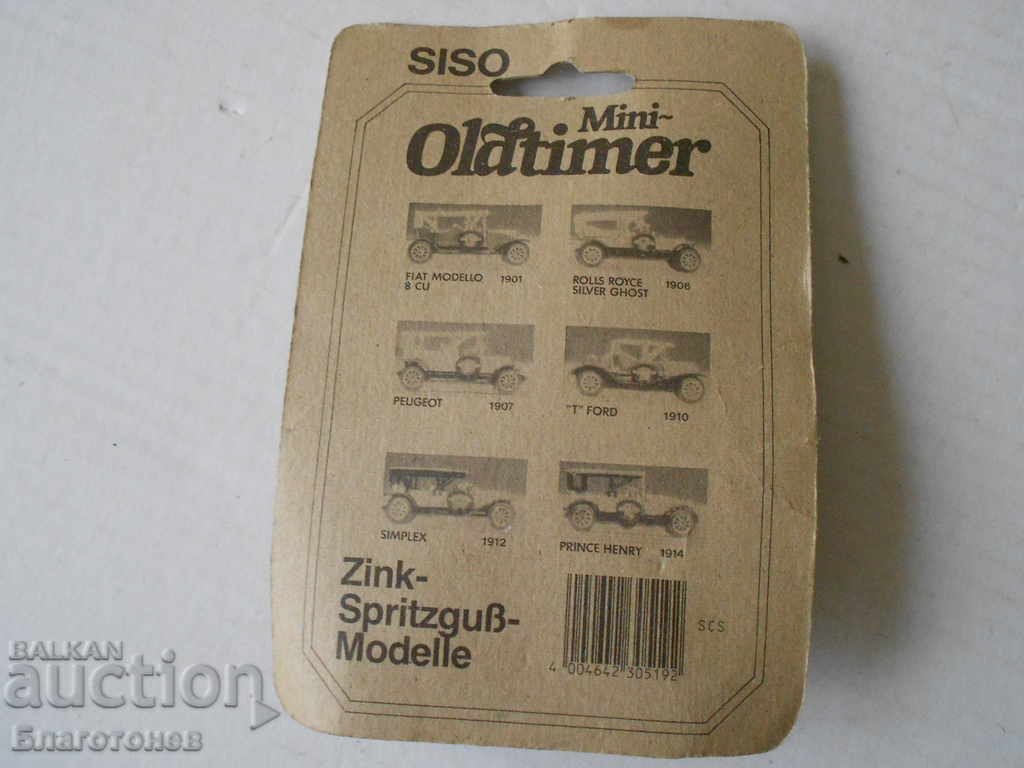 SISO
Mini-
Oldtimer
FIAT MODELLO 1901
8 CU
ROLLS ROYCE 1906
SILVER GHOST
PEUGEOT 1907
"T" FORD 1910
SIMPLEX 1912
PRINCE HENRY 1914
Zink-
Spritzguß-
Modelle
SCS
4 004642 305192
BALKAN
auction
Благотонев